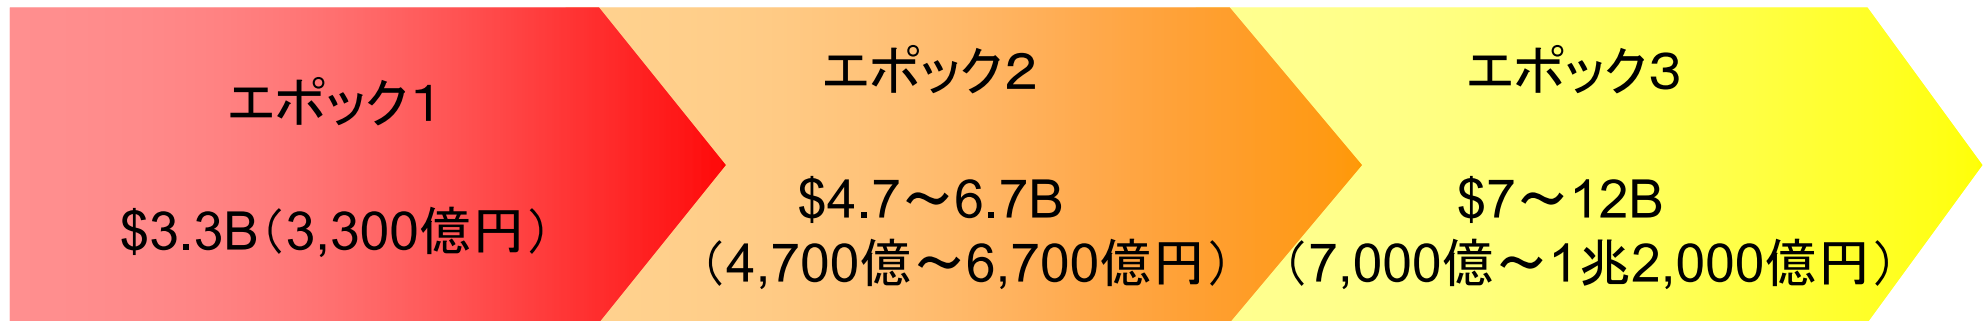 エポック1
$3.3B（3,300億円）
エポック2
$4.7～6.7B
（4,700億～6,700億円）
エポック3
$7～12B
（7,000億～1兆2,000億円）